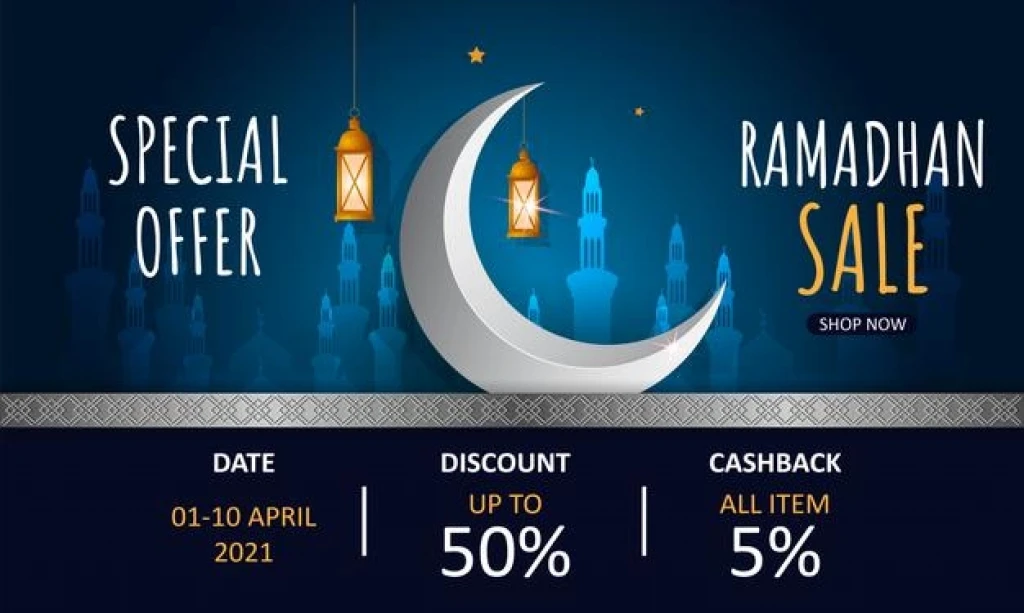 SPECIAL
OFFER
RAMADHAN
SALE
SHOP NOW
DATE
01-10 APRIL
2021
DISCOUNT
UP TO
50%
CASHBACK
ALL ITEM
5%